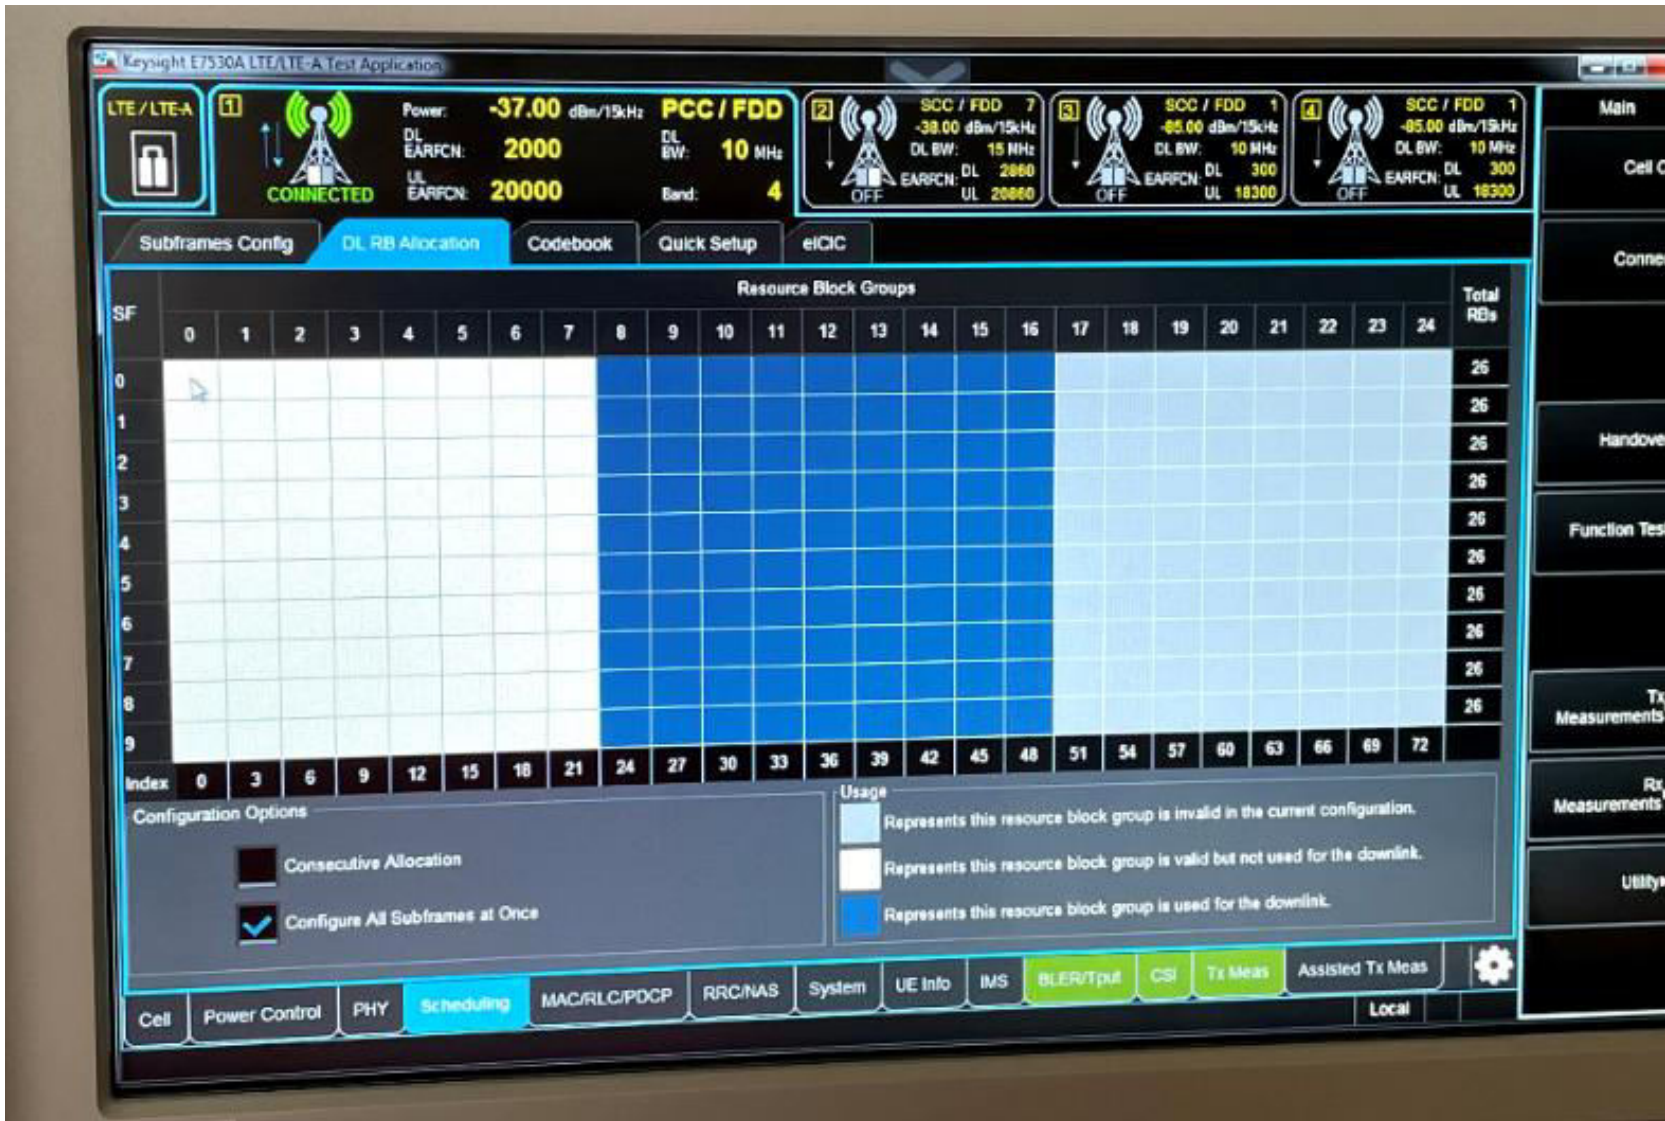 Keysight E7530A LTE/LTE-A Test Application
LTE / LTE-A
1
Power: -37.00 dBm/15kHz PCC / FDD
DL EARFCN: 2000 DL BW: 10 MHz
UL EARFCN: 20000 Band: 4
CONNECTED
2 SCC / FDD 7
-38.00 dBm/15kHz
DL BW: 15 MHz
EARFCN: DL 2860
UL 20860
OFF
3 SCC / FDD 1
-85.00 dBm/15kHz
DL BW: 10 MHz
EARFCN: DL 300
UL 18300
OFF
4 SCC / FDD 1
-85.00 dBm/15kHz
DL BW: 10 MHz
EARFCN: DL 300
UL 18300
OFF
Subframes Config DL RB Allocation Codebook Quick Setup eICIC
Resource Block Groups
SF
Total RBs
0 1 2 3 4 5 6 7 8 9 10 11 12 13 14 15 16 17 18 19 20 21 22 23 24
0 26
1 26
2 26
3 26
4 26
5 26
6 26
7 26
8 26
9 26
Index 0 3 6 9 12 15 18 21 24 27 30 33 36 39 42 45 48 51 54 57 60 63 66 69 72
Configuration Options
Consecutive Allocation
Configure All Subframes at Once
Usage
Represents this resource block group is invalid in the current configuration.
Represents this resource block group is valid but not used for the downlink.
Represents this resource block group is used for the downlink.
Cell Power Control PHY Scheduling MAC/RLC/PDCP RRC/NAS System UE Info IMS BLER/Tput CSI Tx Meas Assisted Tx Meas
Local
Main
Cell
Handove
Function Tes
Tx
Measurements
Rx
Measurements
Utility